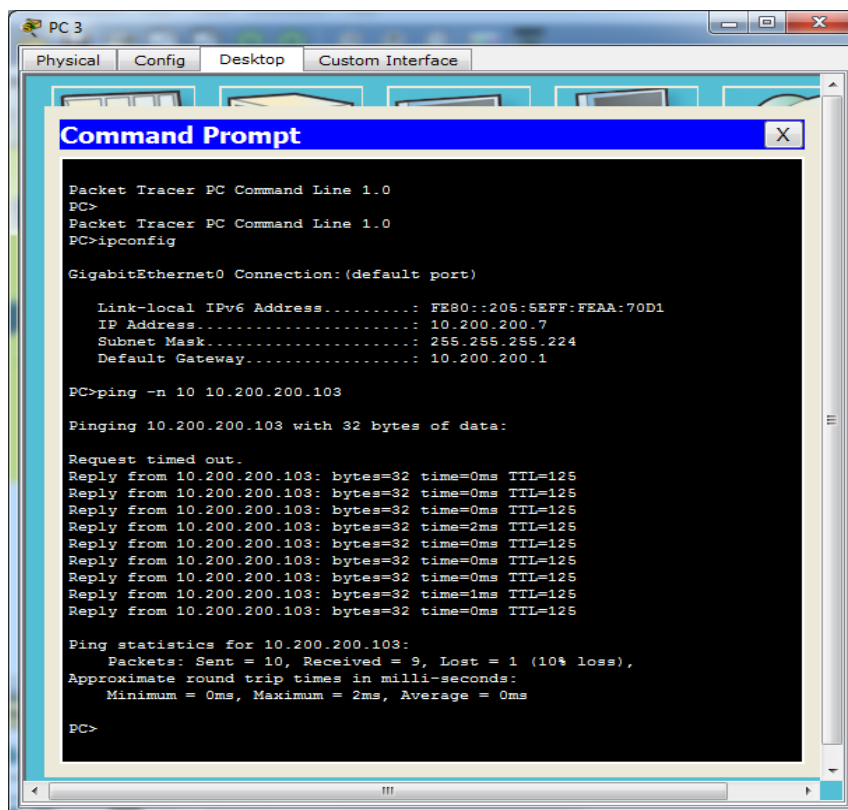 PC 3
Physical Config Desktop Custom Interface
Command Prompt
X
Packet Tracer PC Command Line 1.0
PC>
Packet Tracer PC Command Line 1.0
PC>ipconfig
GigabitEthernet0 Connection:(default port)
Link-local IPv6 Address.........: FE80::205:5EFF:FEAA:70D1
IP Address......................: 10.200.200.7
Subnet Mask.....................: 255.255.255.224
Default Gateway.................: 10.200.200.1
PC>ping -n 10 10.200.200.103
Pinging 10.200.200.103 with 32 bytes of data:
Request timed out.
Reply from 10.200.200.103: bytes=32 time=0ms TTL=125
Reply from 10.200.200.103: bytes=32 time=0ms TTL=125
Reply from 10.200.200.103: bytes=32 time=0ms TTL=125
Reply from 10.200.200.103: bytes=32 time=2ms TTL=125
Reply from 10.200.200.103: bytes=32 time=0ms TTL=125
Reply from 10.200.200.103: bytes=32 time=0ms TTL=125
Reply from 10.200.200.103: bytes=32 time=0ms TTL=125
Reply from 10.200.200.103: bytes=32 time=1ms TTL=125
Reply from 10.200.200.103: bytes=32 time=0ms TTL=125
Ping statistics for 10.200.200.103:
Packets: Sent = 10, Received = 9, Lost = 1 (10% loss),
Approximate round trip times in milli-seconds:
Minimum = 0ms, Maximum = 2ms, Average = 0ms
PC>